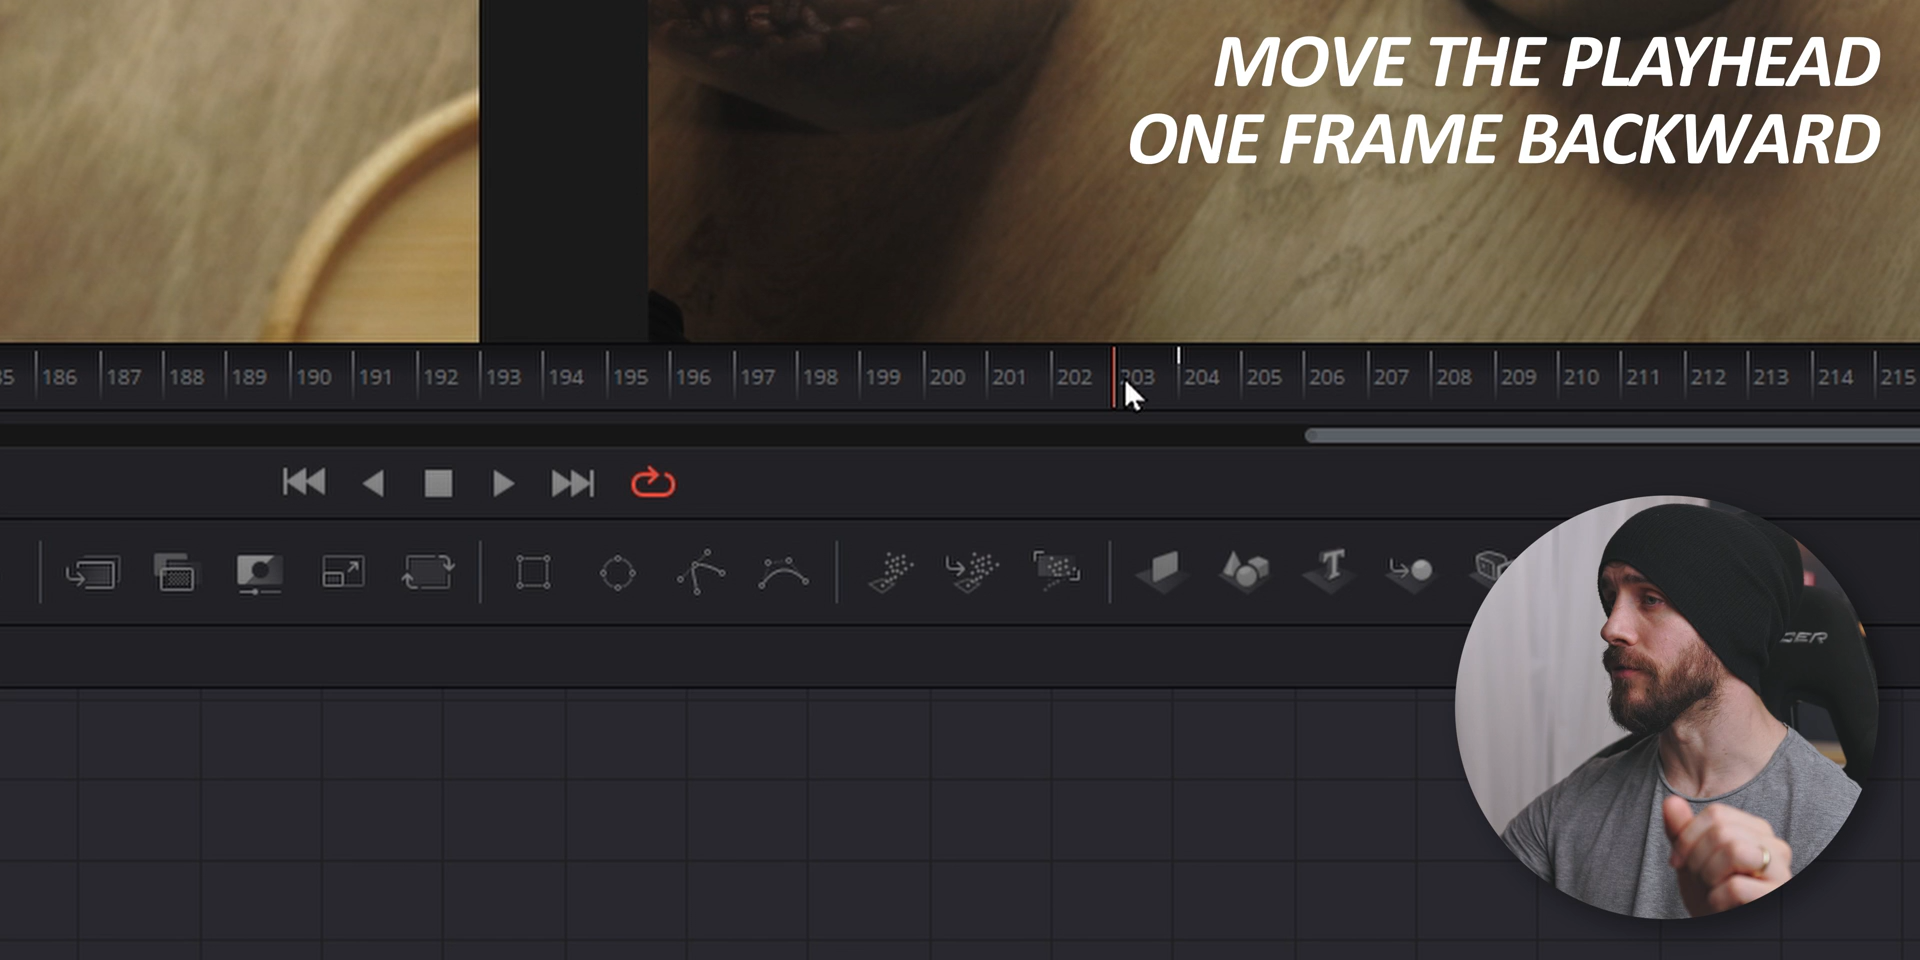 MOVE THE PLAYHEAD
ONE FRAME BACKWARD
186 187 188 189 190 191 192 193 194 195 196 197 198 199 200 201 202 203 204 205 206 207 208 209 210 211 212 213 214 215
T